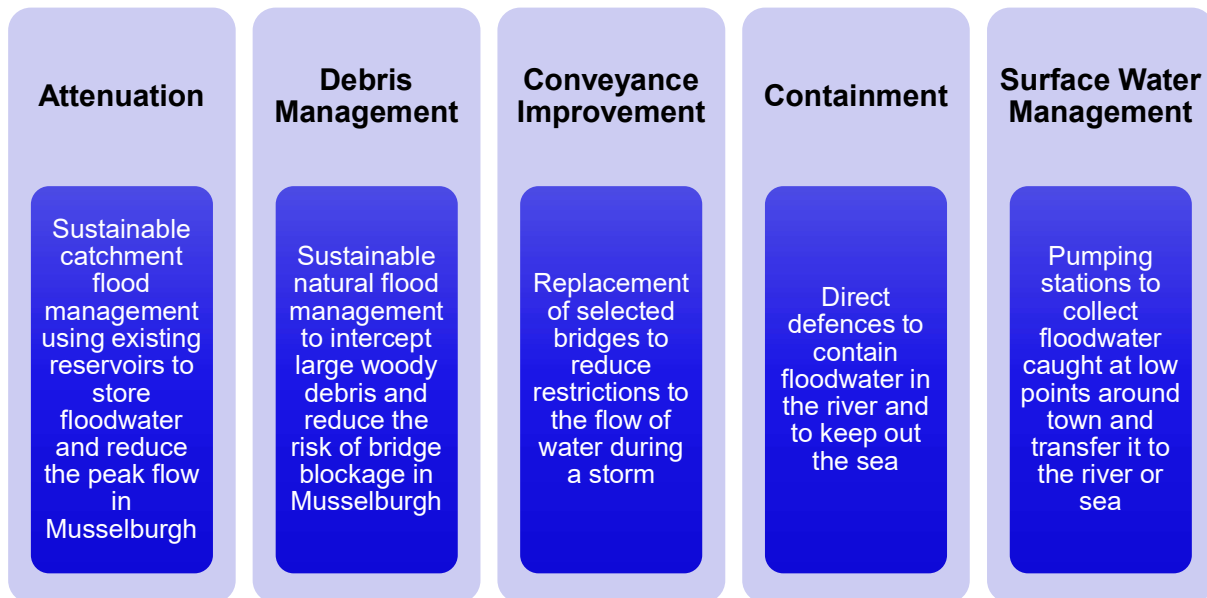 Attenuation
Sustainable
catchment
flood
management
using existing
reservoirs to
store
floodwater
and reduce
the peak flow
in
Musselburgh
Debris
Management
Sustainable
natural flood
management
to intercept
large woody
debris and
reduce the
risk of bridge
blockage in
Musselburgh
Conveyance
Improvement
Replacement
of selected
bridges to
reduce
restrictions to
the flow of
water during
a storm
Containment
Direct
defences to
contain
floodwater in
the river and
to keep out
the sea
Surface Water
Management
Pumping
stations to
collect
floodwater
caught at low
points around
town and
transfer it to
the river or
sea